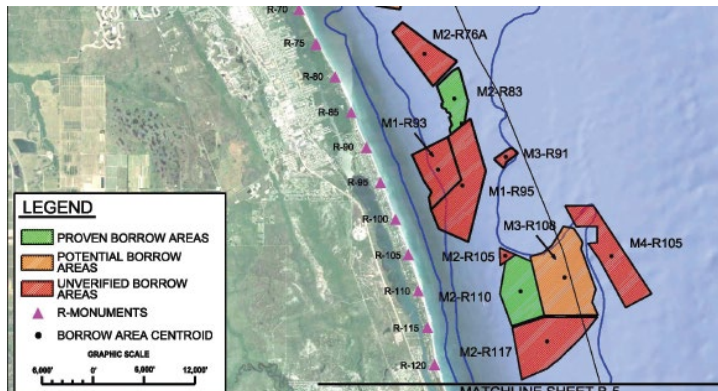 R-70
R-75
R-80
R-85
R-90
R-95
R-100
R-105
R-110
R-115
R-120
M2-R76A
M2-R83
M1-R93
M3-R91
M1-R95
M3-R108
M2-R105
M4-R105
M2-R110
M2-R117
LEGEND
PROVEN BORROW AREAS
POTENTIAL BORROW
AREAS
UNVERIFIED BORROW
AREAS
R-MONUMENTS
BORROW AREA CENTROID
GRAPHIC SCALE
6,000' 0' 6,000' 12,000'
MATCHLINE SHEET B-5